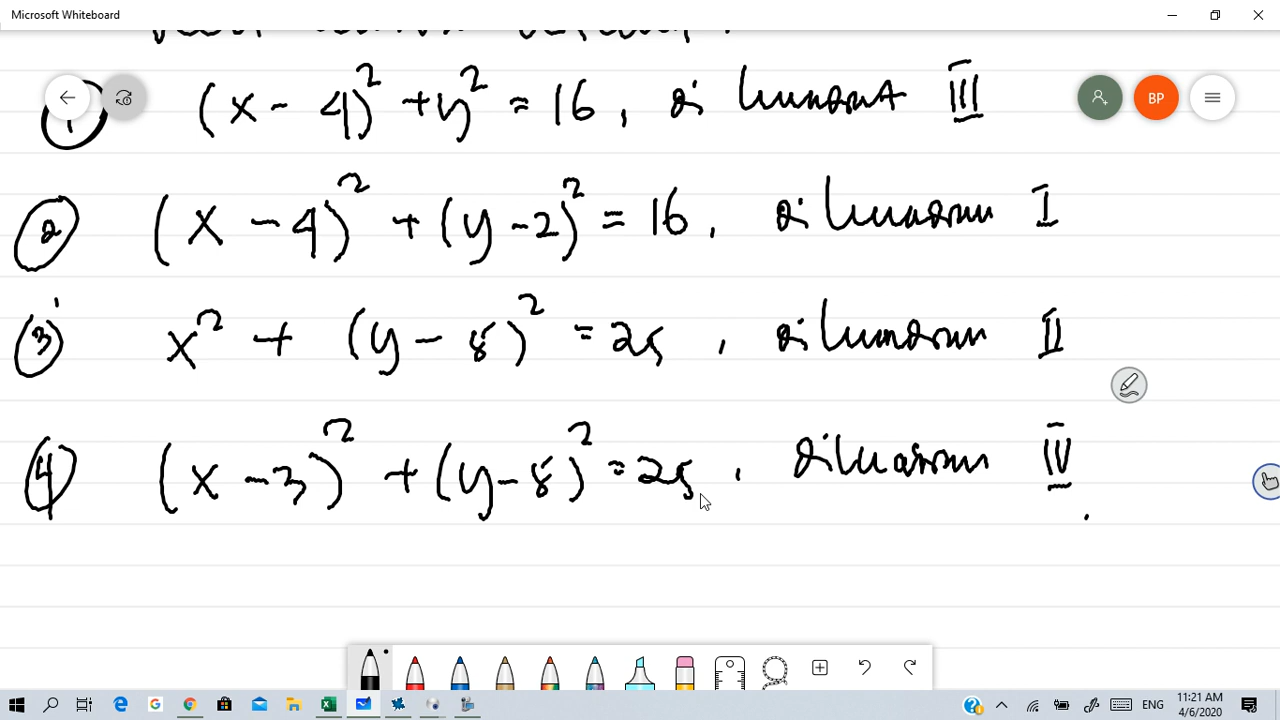 Microsoft Whiteboard
① (x - 4)² + y² = 16, di kuadrant III
BP
② (x - 4)² + (y - 2)² = 16, di kuadran I
③ x² + (y - 8)² = 25, di kuadran II
④ (x - 3)² + (y - 8)² = 25, di kuadran IV.
ENG
11:21 AM
4/6/2020